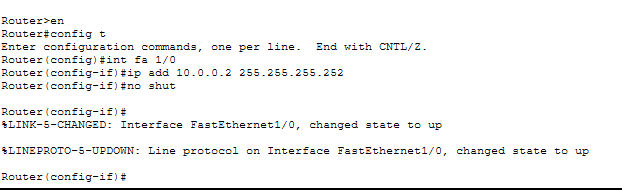 Router>en
Router#config t
Enter configuration commands, one per line.  End with CNTL/Z.
Router(config)#int fa 1/0
Router(config-if)#ip add 10.0.0.2 255.255.255.252
Router(config-if)#no shut
Router(config-if)#
%LINK-5-CHANGED: Interface FastEthernet1/0, changed state to up
%LINEPROTO-5-UPDOWN: Line protocol on Interface FastEthernet1/0, changed state to up
Router(config-if)#